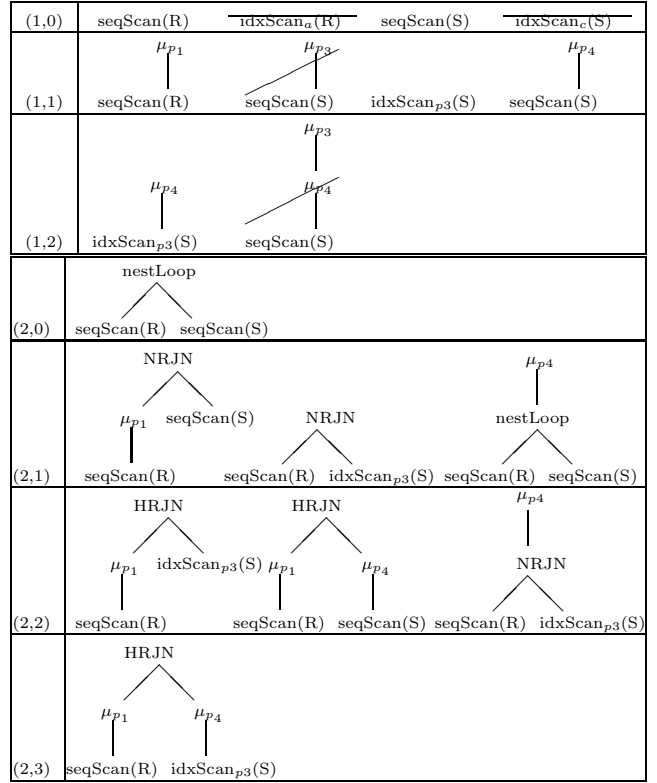 (1,0) seqScan(R) idxScan_a(R) seqScan(S) idxScan_c(S)
μ_p1 μ_p3 μ_p4
(1,1) seqScan(R) seqScan(S) idxScan_p3(S) seqScan(S)
μ_p3
μ_p4 μ_p4
(1,2) idxScan_p3(S) seqScan(S)
nestLoop
(2,0) seqScan(R) seqScan(S)
NRJN μ_p4
μ_p1 seqScan(S) NRJN nestLoop
(2,1) seqScan(R) seqScan(R) idxScan_p3(S) seqScan(R) seqScan(S)
μ_p4
HRJN HRJN
μ_p1 idxScan_p3(S) μ_p1 μ_p4 NRJN
(2,2) seqScan(R) seqScan(R) seqScan(S) seqScan(R) idxScan_p3(S)
HRJN
μ_p1 μ_p4
(2,3) seqScan(R) idxScan_p3(S)